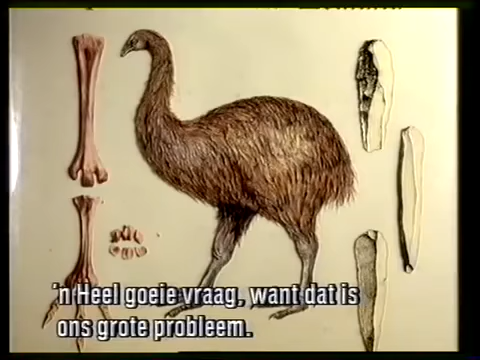 'n Heel goeie vraag, want dat is
ons grote probleem.